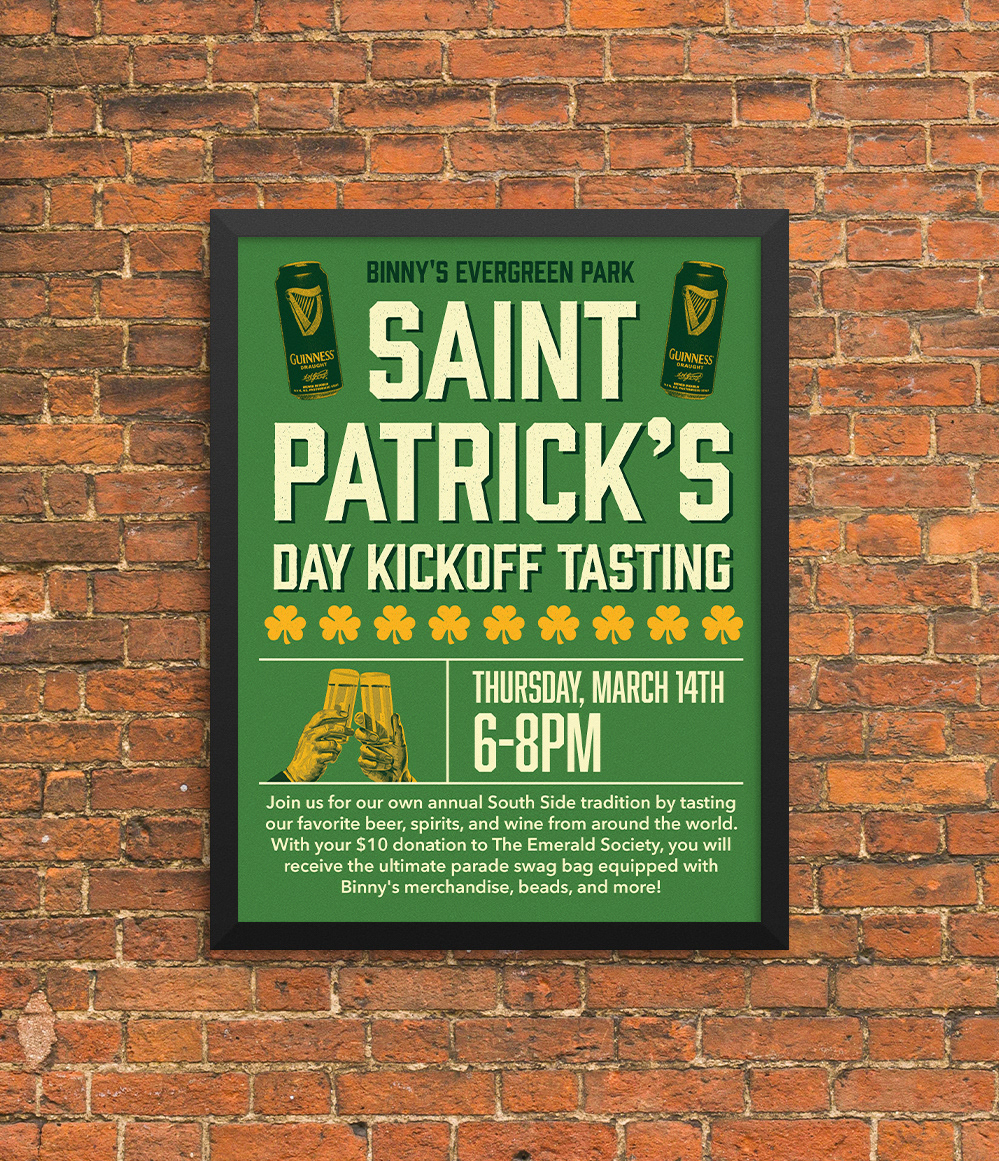 BINNY'S EVERGREEN PARK
SAINT
PATRICK'S
DAY KICKOFF TASTING
GUINNESS
DRAUGHT
GUINNESS
DRAUGHT
THURSDAY, MARCH 14TH
6-8PM
Join us for our own annual South Side tradition by tasting
our favorite beer, spirits, and wine from around the world.
With your $10 donation to The Emerald Society, you will
receive the ultimate parade swag bag equipped with
Binny's merchandise, beads, and more!